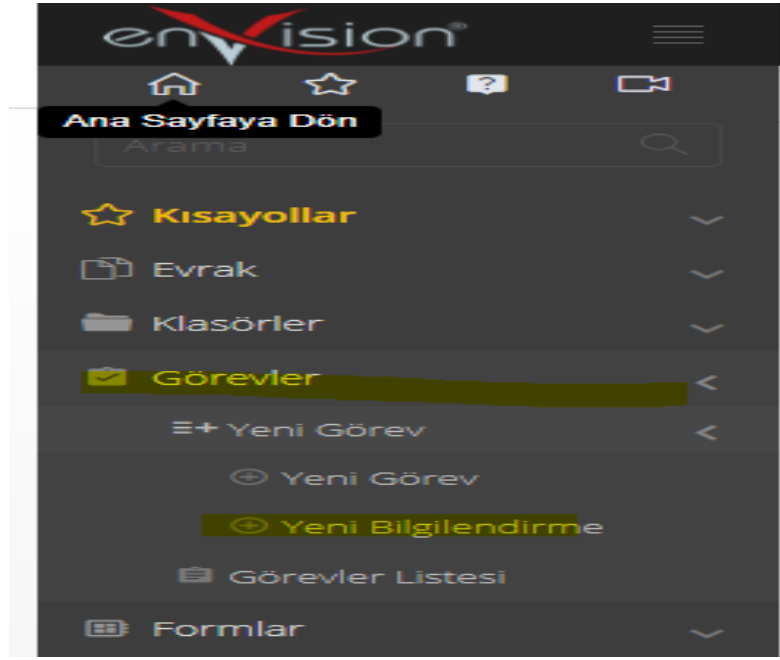 enVision®
Ana Sayfaya Dön
Arama
Kısayollar
Evrak
Klasörler
Görevler
Yeni Görev
Yeni Görev
Yeni Bilgilendirme
Görevler Listesi
Formlar